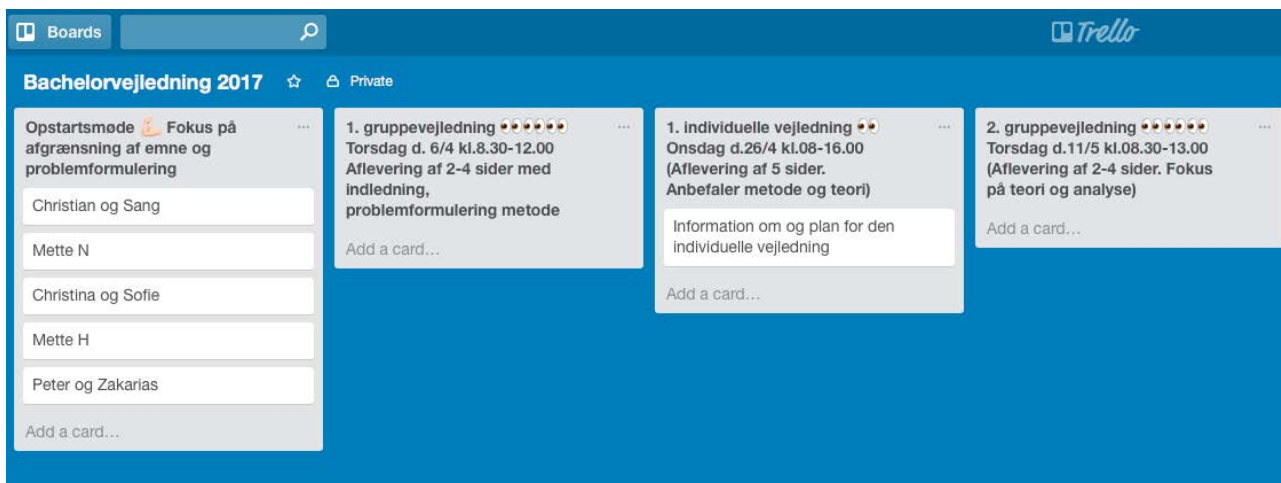 Boards
Trello
Bachelorvejledning 2017
Private
Opstartsmøde 💪🏻 Fokus på
afgrænsning af emne og
problemformulering
Christian og Sang
Mette N
Christina og Sofie
Mette H
Peter og Zakarias
Add a card…
1. gruppevejledning 👀👀👀
Torsdag d. 6/4 kl.8.30-12.00
Aflevering af 2-4 sider med
indledning,
problemformulering metode
Add a card…
1. individuelle vejledning 👀
Onsdag d.26/4 kl.08-16.00
(Aflevering af 5 sider.
Anbefaler metode og teori)
Information om og plan for den
individuelle vejledning
Add a card…
2. gruppevejledning 👀👀👀
Torsdag d.11/5 kl.08.30-13.00
(Aflevering af 2-4 sider. Fokus
på teori og analyse)
Add a card…